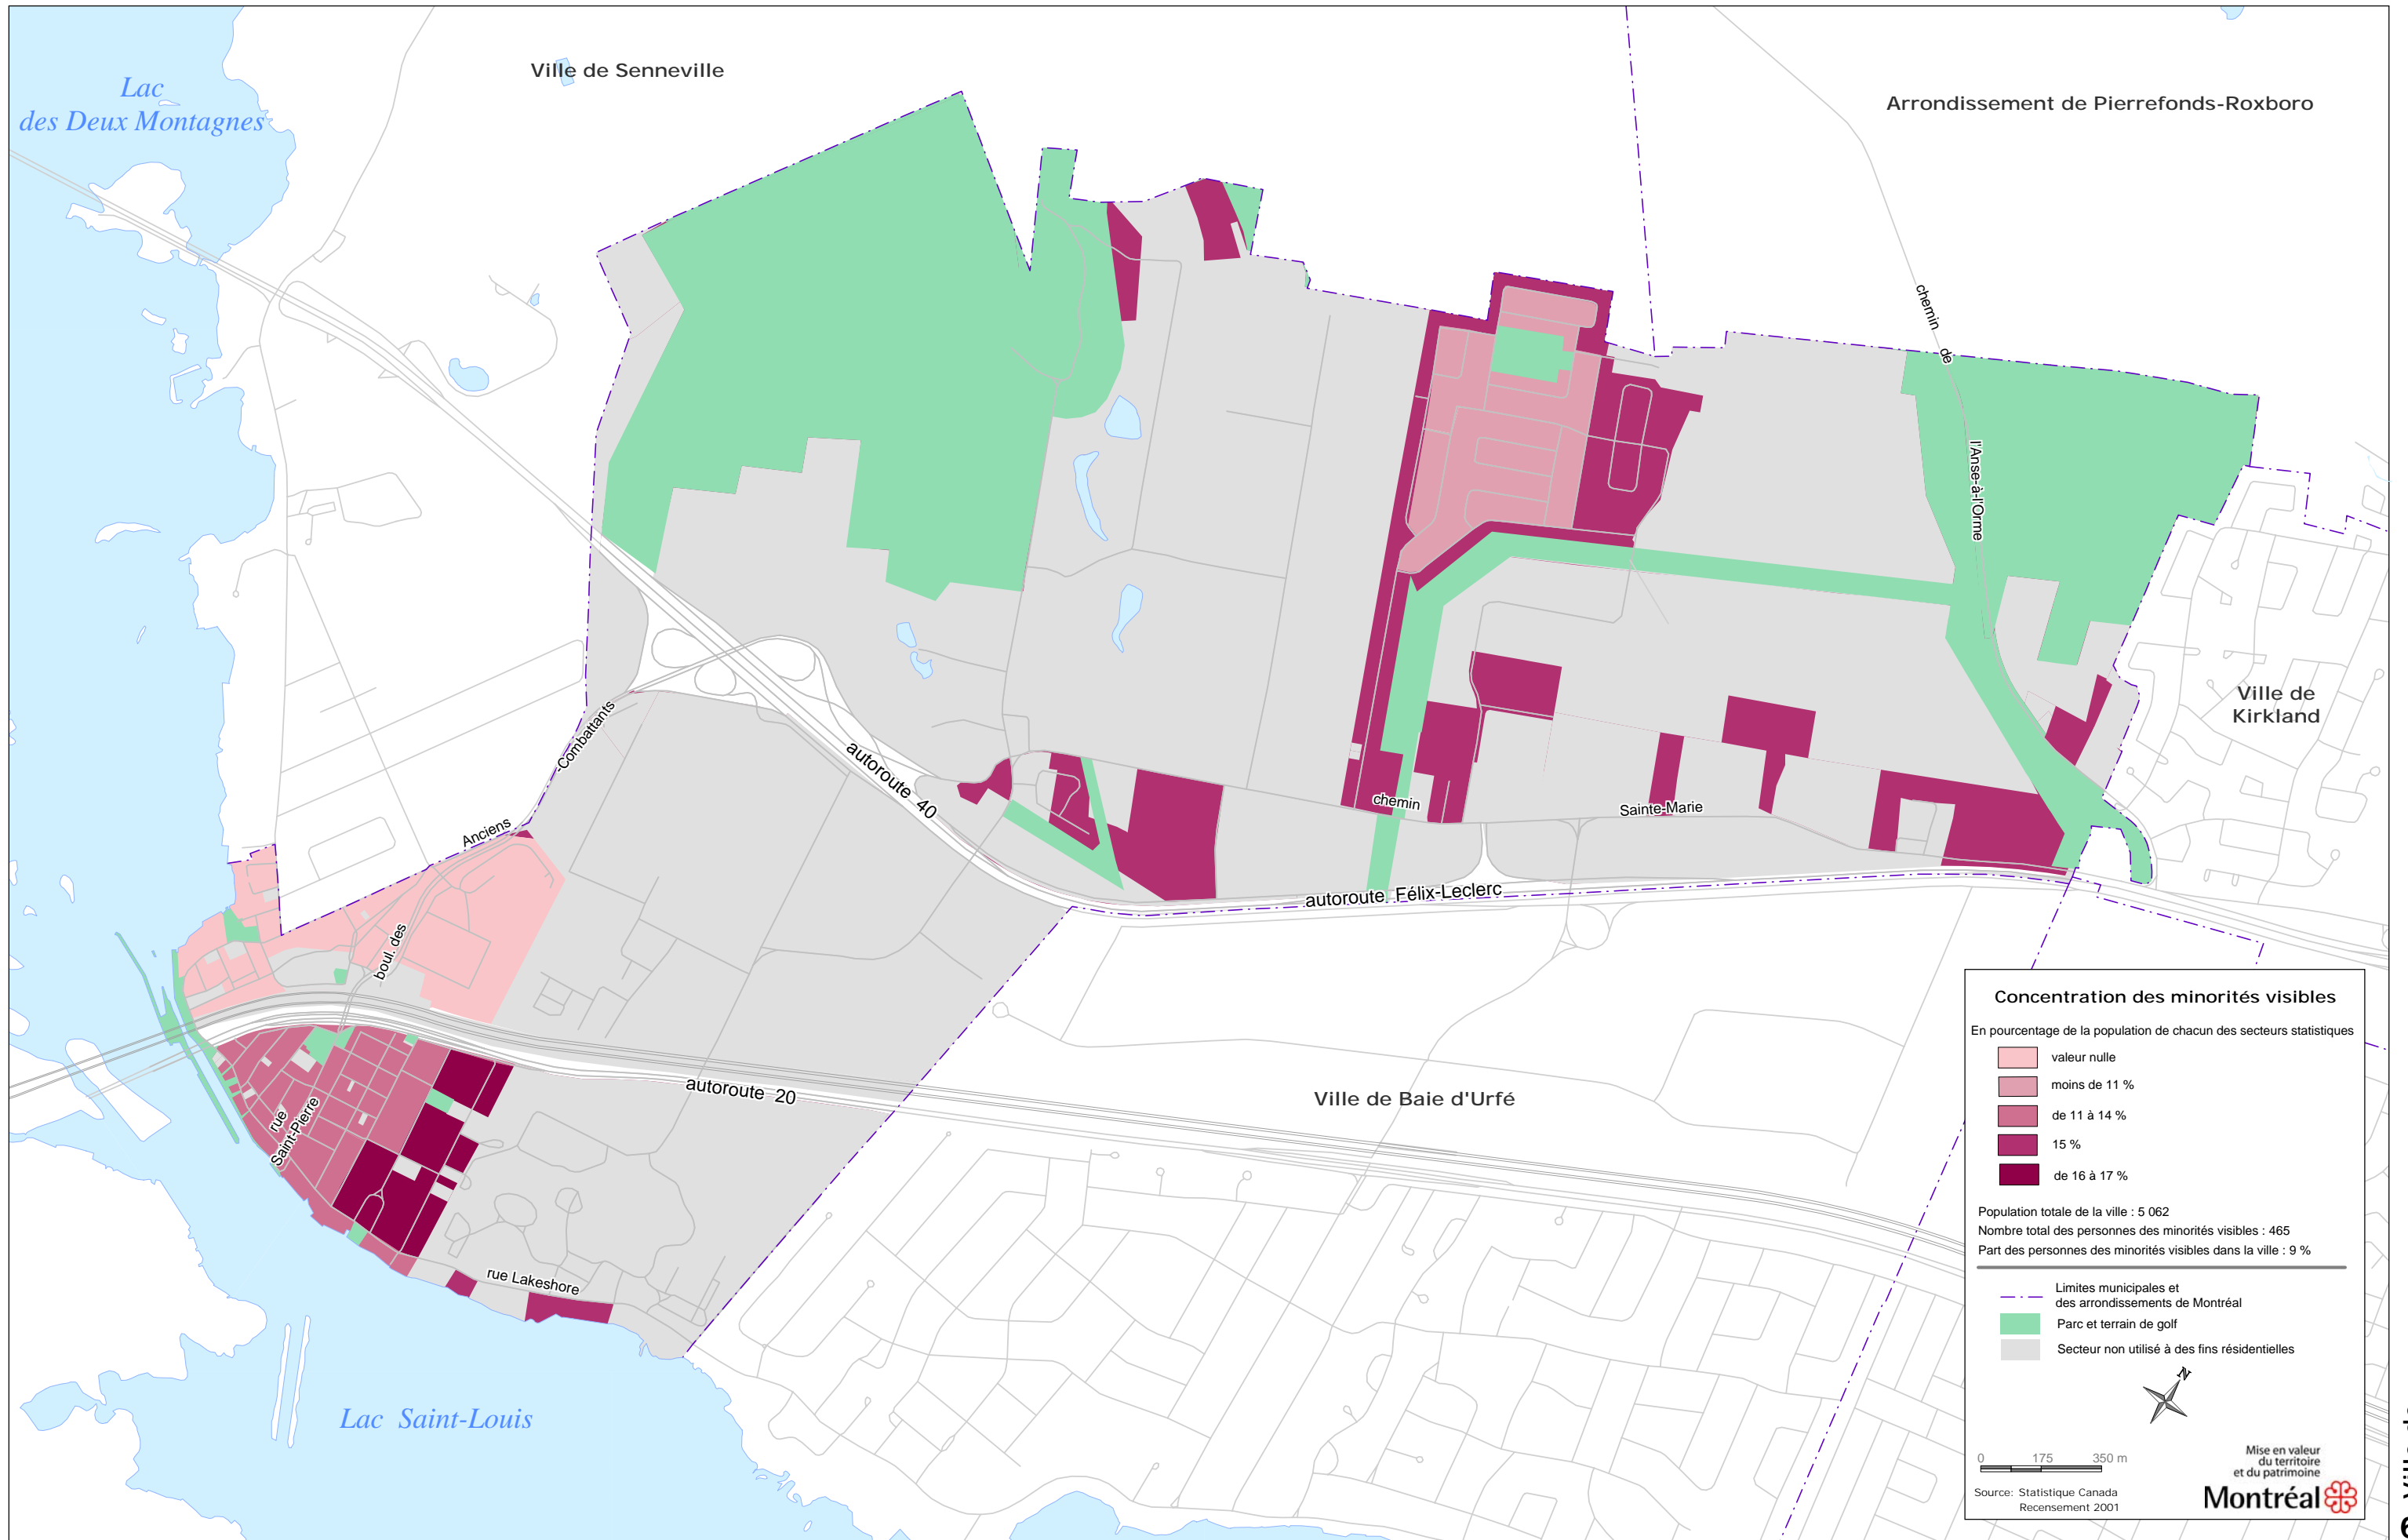 Lac
des Deux Montagnes
Ville de Senneville
Arrondissement de Pierrefonds-Roxboro
chemin
de
l'Anse-à-l'Orme
Ville de
Kirkland
-Combattants
Anciens
boul. des
autoroute 40
chemin
Sainte-Marie
autoroute Félix-Leclerc
autoroute 20
Ville de Baie d'Urfé
rue
Saint-Pierre
rue Lakeshore
Lac Saint-Louis
Concentration des minorités visibles
En pourcentage de la population de chacun des secteurs statistiques
valeur nulle
moins de 11 %
de 11 à 14 %
15 %
de 16 à 17 %
Population totale de la ville : 5 062
Nombre total des personnes des minorités visibles : 465
Part des personnes des minorités visibles dans la ville : 9 %
Limites municipales et
des arrondissements de Montréal
Parc et terrain de golf
Secteur non utilisé à des fins résidentielles
N
0 175 350 m
Source: Statistique Canada
Recensement 2001
Mise en valeur
du territoire
et du patrimoine
Montréal